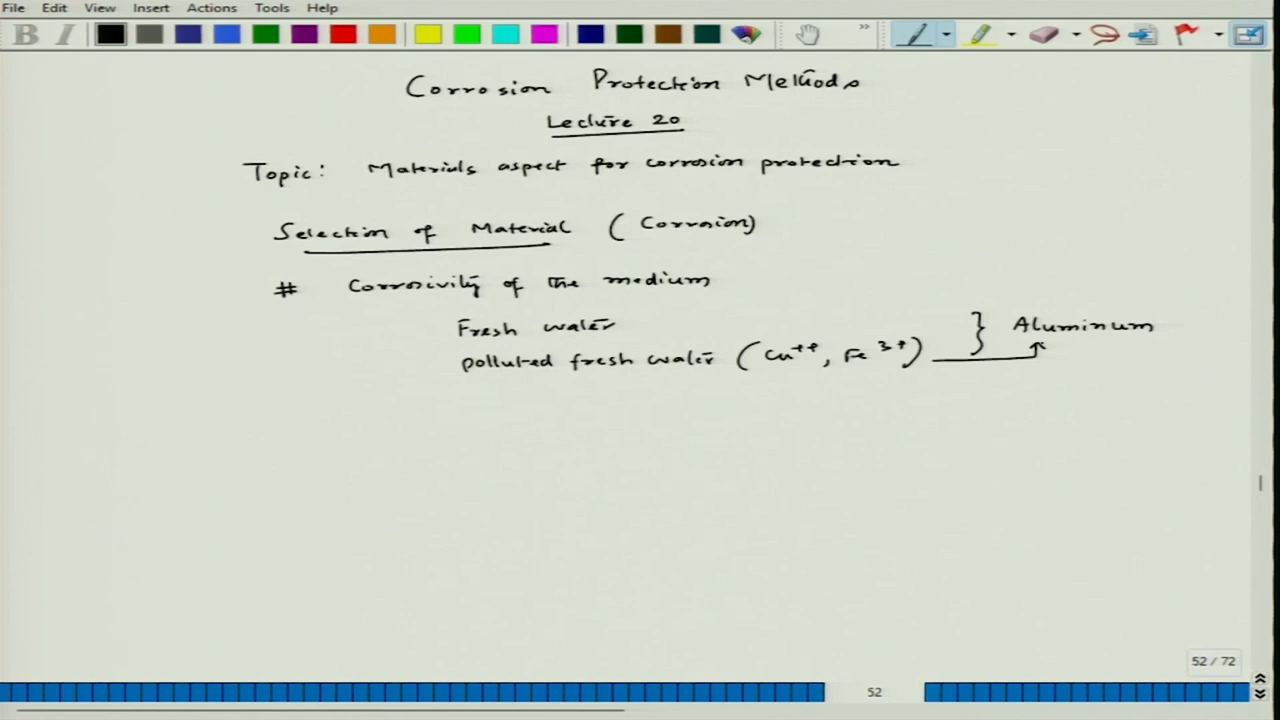 File Edit View Insert Actions Tools Help
B I »
Corrosion Protection Methods
Lecture 20
Topic: Materials aspect for corrosion protection
Selection of Material (Corrosion)
# Corrosivity of the medium
Fresh water
polluted fresh water (Cu++, Fe3+) } Aluminum
52 / 72
52